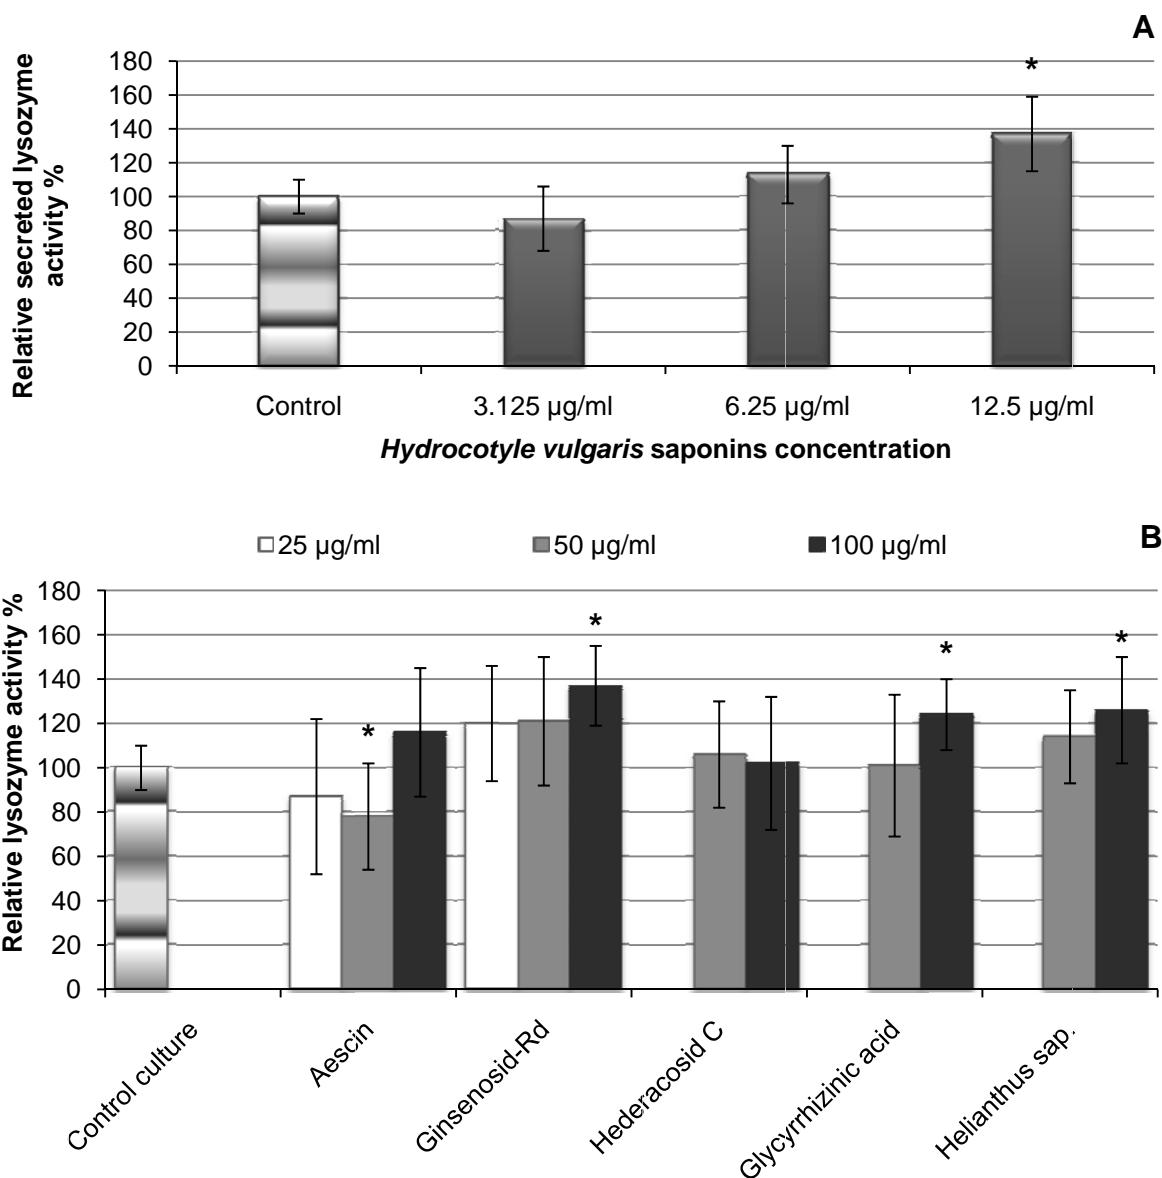 A
Relative secreted lysozyme
activity %
180
160
140
120
100
80
60
40
20
0
*
Control 3.125 µg/ml 6.25 µg/ml 12.5 µg/ml
Hydrocotyle vulgaris saponins concentration
B
25 µg/ml 50 µg/ml 100 µg/ml
Relative lysozyme activity %
180
160
140
120
100
80
60
40
20
0
* * * *
Control culture
Aescin
Ginsenosid-Rd
Hederacosid C
Glycyrrhizinic acid
Helianthus sap.